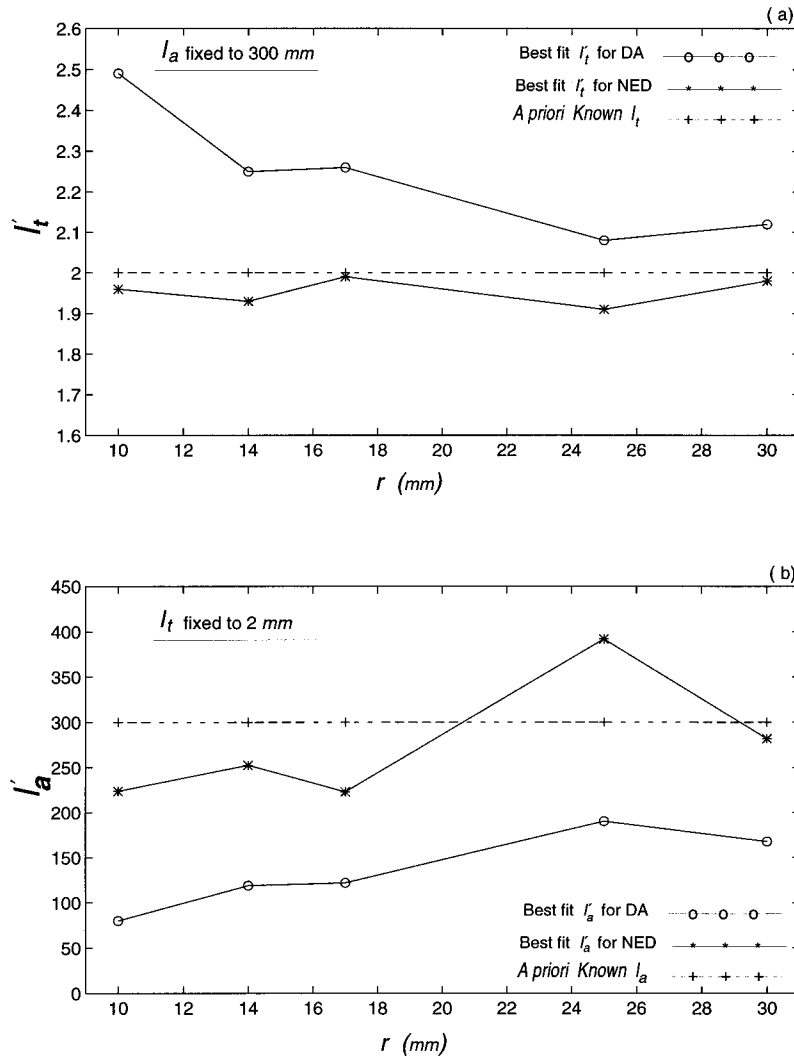 ( a )
l_a fixed to 300 mm
Best fit l'_t for DA
Best fit l'_t for NED
A priori Known l_t
2.6
2.5
2.4
2.3
2.2
2.1
2
1.9
1.8
1.7
1.6
l'_t
10 12 14 16 18 20 22 24 26 28 30
r (mm)
( b )
l_t fixed to 2 mm
450
400
350
300
250
200
150
100
50
0
l'_a
Best fit l'_a for DA
Best fit l'_a for NED
A priori Known l_a
10 12 14 16 18 20 22 24 26 28 30
r (mm)